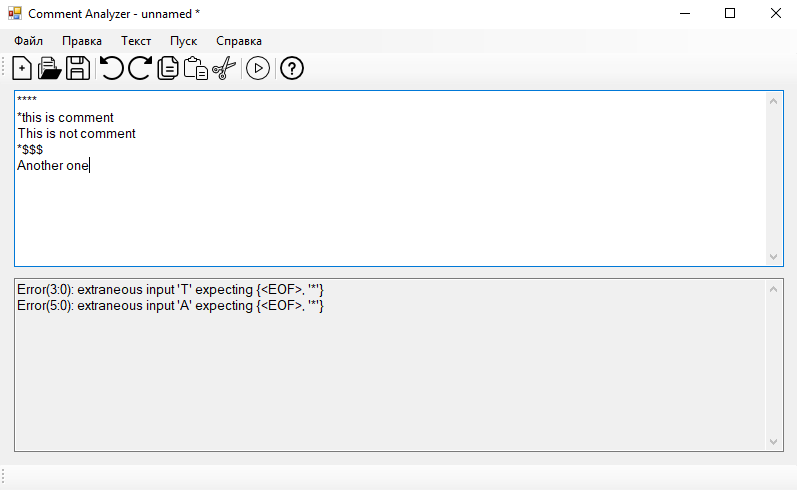 Comment Analyzer - unnamed *
Файл Правка Текст Пуск Справка
****
*this is comment
This is not comment
*$$$
Another one
Error(3:0): extraneous input 'T' expecting {<EOF>, '*'}
Error(5:0): extraneous input 'A' expecting {<EOF>, '*'}